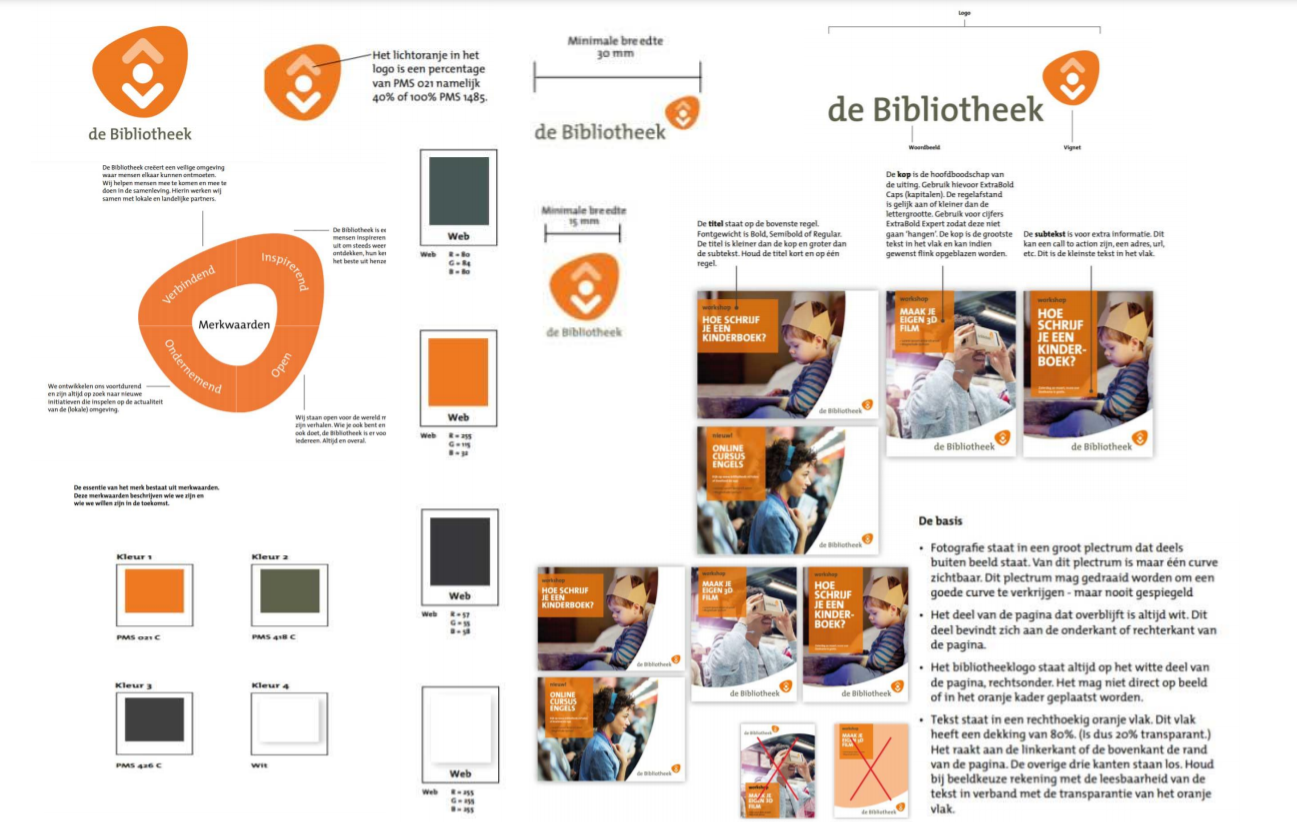 de Bibliotheek
Het lichtoranje in het
logo is een percentage
van PMS 021 namelijk
40% of 100% PMS 1485.
Minimale breedte
30 mm
de Bibliotheek
Logo
de Bibliotheek
Woordbeeld
Vignet
De Bibliotheek creëert een veilige omgeving
waar mensen elkaar kunnen ontmoeten.
Wij helpen mensen mee te komen en mee te
doen in de samenleving. Hierin werken wij
samen met lokale en landelijke partners.
De Bibliotheek is
mensen inspireren
uit om steeds weer
ontdekken, hun
het beste uit
Verbindend
Inspirerend
Merkwaarden
Ondernemend
Open
We ontwikkelen ons voortdurend
en zijn altijd op zoek naar nieuwe
initiatieven die inspelen op de actualiteit
van de (lokale) omgeving.
Wij staan open voor de wereld
zijn verhalen. Wie je ook bent en
ook doet, de Bibliotheek is er voo
iedereen. Altijd en overal.
De essentie van het merk bestaat uit merkwaarden.
Deze merkwaarden beschrijven wie we zijn en
wie we willen zijn in de toekomst.
Kleur 1
PMS 021 C
Kleur 2
PMS 418 C
Kleur 3
PMS 426 C
Kleur 4
Wit
Web
Web R = 80
G = 84
B = 80
Web
Web R = 255
G = 115
B = 32
Web
Web R = 57
G = 55
B = 58
Web
Web R = 255
G = 255
B = 255
Minimale breedte
15 mm
de Bibliotheek
De titel staat op de bovenste regel.
Fontgewicht is Bold, Semibold of Regular.
De titel is kleiner dan de kop en groter dan
de subtekst. Houd de titel kort en op één
regel.
De kop is de hoofdboodschap van
de uiting. Gebruik hievoor ExtraBold
Caps (kapitalen). De regelafstand
is gelijk aan of kleiner dan de
lettergrootte. Gebruik voor cijfers
ExtraBold Expert zodat deze niet
gaan 'hangen'. De kop is de grootste
tekst in het vlak en kan indien
gewenst flink opgeblazen worden.
De subtekst is voor extra informatie. Dit
kan een call to action zijn, een adres, url,
etc. Dit is de kleinste tekst in het vlak.
workshop
HOE SCHRIJF
JE EEN
KINDERBOEK?
de Bibliotheek
workshop
MAAK JE
EIGEN 3D
FILM
de Bibliotheek
workshop
HOE
SCHRIJF
JE EEN
KINDER-
BOEK?
de Bibliotheek
nieuw!
ONLINE
CURSUS
ENGELS
de Bibliotheek
workshop
HOE SCHRIJF
JE EEN
KINDERBOEK?
de Bibliotheek
workshop
MAAK JE
EIGEN 3D
FILM
de Bibliotheek
workshop
HOE
SCHRIJF
JE EEN
KINDER-
BOEK?
de Bibliotheek
nieuw!
ONLINE
CURSUS
ENGELS
de Bibliotheek
workshop
MAAK JE
EIGEN 3D
FILM
de Bibliotheek
workshop
MAAK JE
EIGEN 3D
FILM
de Bibliotheek
De basis
• Fotografie staat in een groot plectrum dat deels
buiten beeld staat. Van dit plectrum is maar één curve
zichtbaar. Dit plectrum mag gedraaid worden om een
goede curve te verkrijgen - maar nooit gespiegeld
• Het deel van de pagina dat overblijft is altijd wit. Dit
deel bevindt zich aan de onderkant of rechterkant van
de pagina.
• Het bibliotheeklogo staat altijd op het witte deel van
de pagina, rechtsonder. Het mag niet direct op beeld
of in het oranje kader geplaatst worden.
• Tekst staat in een rechthoekig oranje vlak. Dit vlak
heeft een dekking van 80%. (Is dus 20% transparant.)
Het raakt aan de linkerkant of de bovenkant de rand
van de pagina. De overige drie kanten staan los. Houd
bij beeldkeuze rekening met de leesbaarheid van de
tekst in verband met de transparantie van het oranje
vlak.